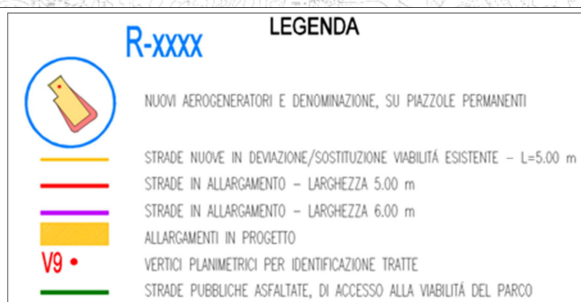 LEGENDA
R-xxxx
NUOVI AEROGENERATORI E DENOMINAZIONE, SU PIAZZOLE PERMANENTI
STRADE NUOVE IN DEVIAZIONE/SOSTITUZIONE VIABILITÁ ESISTENTE – L=5.00 m
STRADE IN ALLARGAMENTO – LARGHEZZA 5.00 m
STRADE IN ALLARGAMENTO – LARGHEZZA 6.00 m
ALLARGAMENTI IN PROGETTO
V9 • VERTICI PLANIMETRICI PER IDENTIFICAZIONE TRATTE
STRADE PUBBLICHE ASFALTATE, DI ACCESSO ALLA VIABILITÁ DEL PARCO